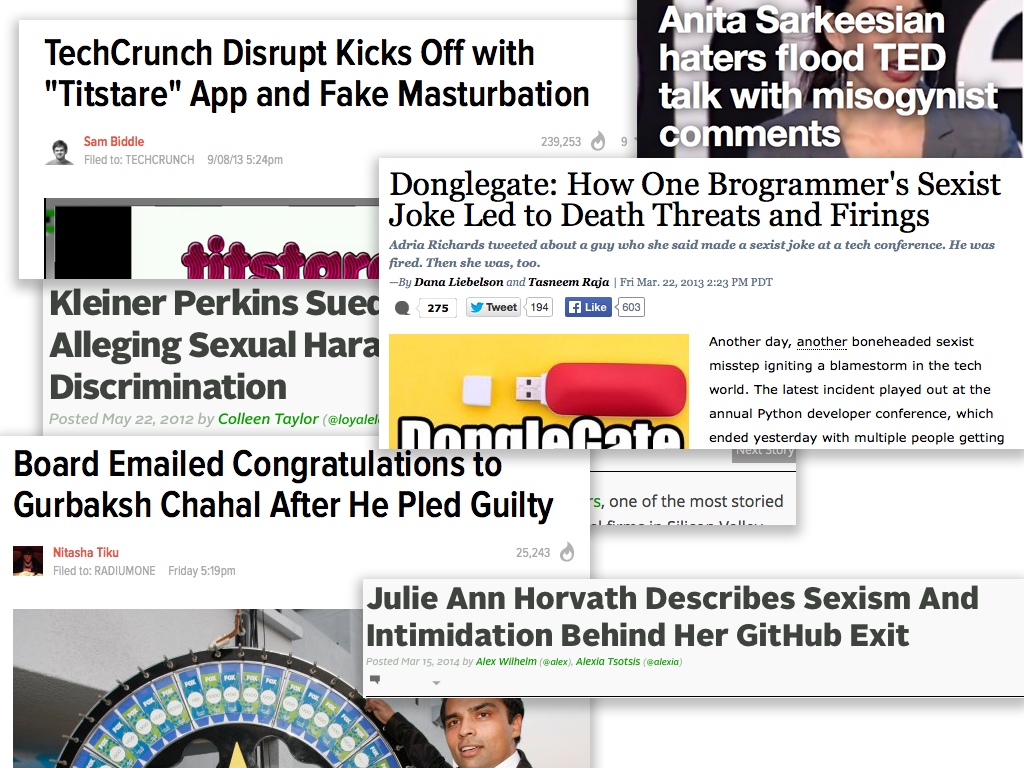 TechCrunch Disrupt Kicks Off with
"Titstare" App and Fake Masturbation
Sam Biddle
239,253
9
Filed to: TECHCRUNCH 9/08/13 5:24pm
titstare
Anita Sarkeesian
haters flood TED
talk with misogynist
comments
Donglegate: How One Brogrammer's Sexist
Joke Led to Death Threats and Firings
Adria Richards tweeted about a guy who she said made a sexist joke at a tech conference. He was
fired. Then she was, too.
—By Dana Liebelson and Tasneem Raja | Fri Mar. 22, 2013 2:23 PM PDT
275 Tweet 194 Like 603
Another day, another boneheaded sexist
misstep igniting a blamestorm in the tech
world. The latest incident played out at the
annual Python developer conference, which
ended yesterday with multiple people getting
DongleGate
Kleiner Perkins Sued
Alleging Sexual Hara
Discrimination
Posted May 22, 2012 by Colleen Taylor (@loyalel
Next Story
rs, one of the most storied
al firms in Silicon Valley
Board Emailed Congratulations to
Gurbaksh Chahal After He Pled Guilty
Nitasha Tiku
25,243
Filed to: RADIUMONE Friday 5:19pm
Julie Ann Horvath Describes Sexism And
Intimidation Behind Her GitHub Exit
Posted Mar 15, 2014 by Alex Wilhelm (@alex), Alexia Tsotsis (@alexia)
FOX